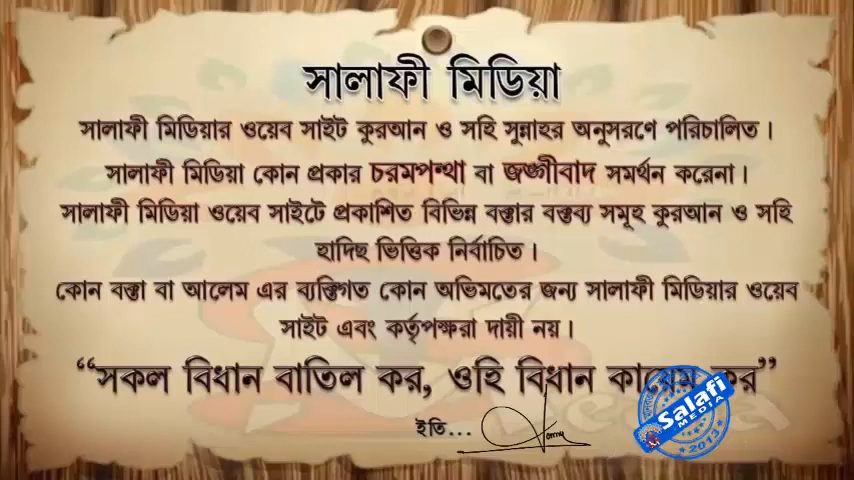 সালাফী মিডিয়া
সালাফী মিডিয়ার ওয়েব সাইট কুরআন ও সহি সুন্নাহর অনুসরণে পরিচালিত।
সালাফী মিডিয়া কোন প্রকার চরমপন্থা বা জঙ্গীবাদ সমর্থন করেনা।
সালাফী মিডিয়া ওয়েব সাইটে প্রকাশিত বিভিন্ন বক্তার বক্তব্য সমূহ কুরআন ও সহি
হাদিছ ভিত্তিক নির্বাচিত।
কোন বক্তা বা আলেম এর ব্যক্তিগত কোন অভিমতের জন্য সালাফী মিডিয়ার ওয়েব
সাইট এবং কর্তৃপক্ষরা দায়ী নয়।
“সকল বিধান বাতিল কর, ওহি বিধান কায়েম কর”
ইতি...
Salafi
MEDIA
2013